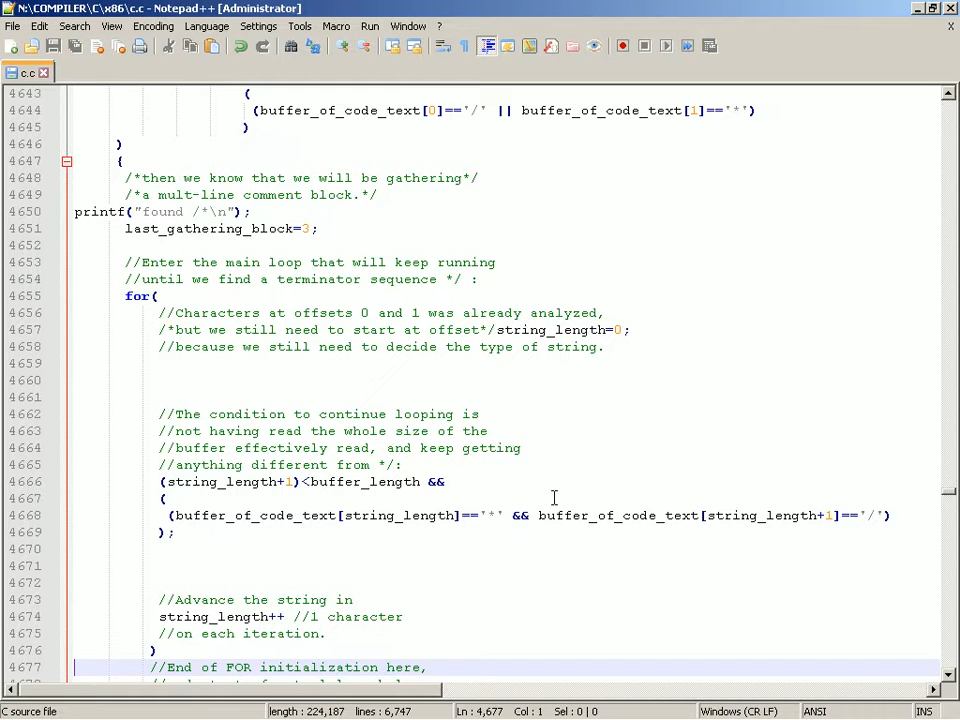 N:\COMPILER\C\x86\c.c - Notepad++ [Administrator]
File Edit Search View Encoding Language Settings Tools Macro Run Window ? X
c.c
4643 (
4644 (buffer_of_code_text[0]=='/' || buffer_of_code_text[1]=='*')
4645 )
4646 )
4647 {
4648 /*then we know that we will be gathering*/
4649 /*a mult-line comment block.*/
4650 printf("found /*\n");
4651 last_gathering_block=3;
4652
4653 //Enter the main loop that will keep running
4654 //until we find a terminator sequence */ :
4655 for(
4656 //Characters at offsets 0 and 1 was already analyzed,
4657 /*but we still need to start at offset*/string_length=0;
4658 //because we still need to decide the type of string.
4659
4660
4661
4662 //The condition to continue looping is
4663 //not having read the whole size of the
4664 //buffer effectively read, and keep getting
4665 //anything different from */:
4666 (string_length+1)<buffer_length &&
4667 (
4668 (buffer_of_code_text[string_length]=='*' && buffer_of_code_text[string_length+1]=='/')
4669 );
4670
4671
4672
4673 //Advance the string in
4674 string_length++ //1 character
4675 //on each iteration.
4676 )
4677 //End of FOR initialization here,
C source file length : 224,187 lines : 6,747 Ln : 4,677 Col : 1 Sel : 0 | 0 Windows (CR LF) ANSI INS